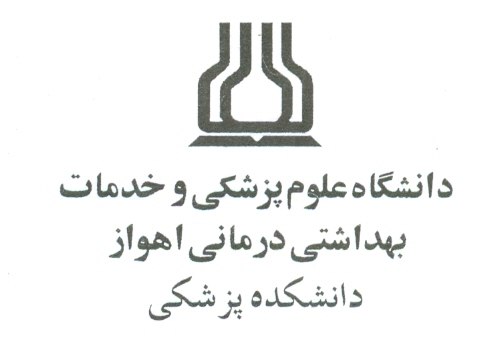 دانشگاه علوم پزشکی و خدمات
بهداشتی درمانی اهواز
دانشکده پزشکی